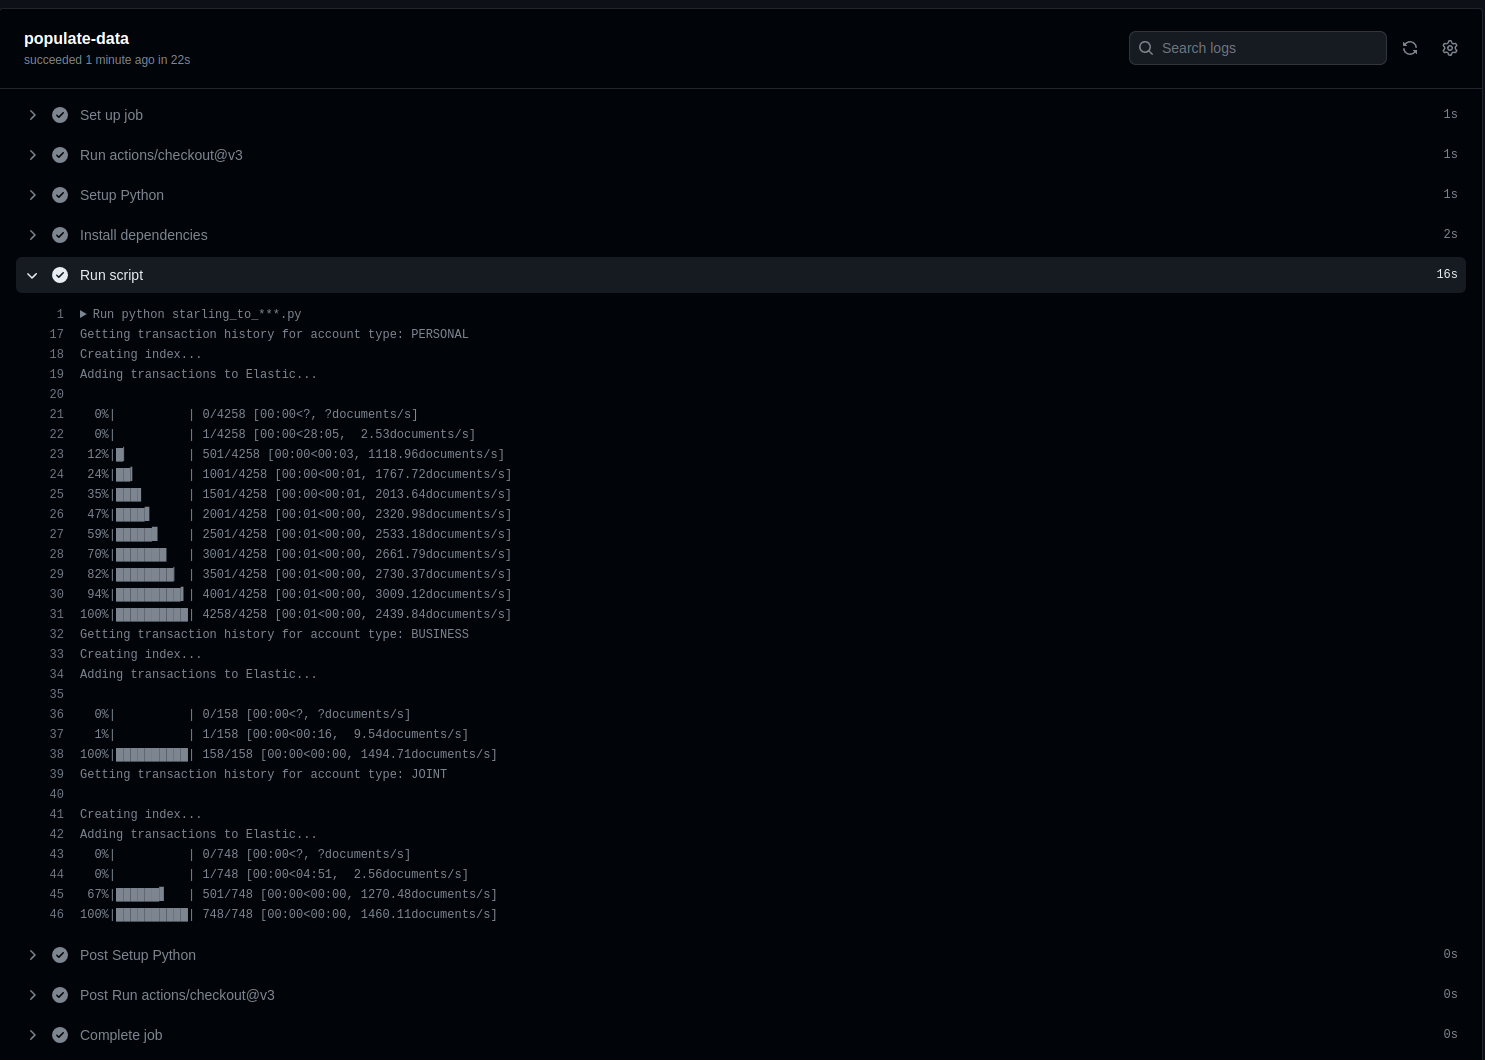 populate-data
succeeded 1 minute ago in 22s
Search logs
Set up job 1s
Run actions/checkout@v3 1s
Setup Python 1s
Install dependencies 2s
Run script 16s
1 Run python starling_to_***.py
17 Getting transaction history for account type: PERSONAL
18 Creating index...
19 Adding transactions to Elastic...
20
21   0%|          | 0/4258 [00:00<?, ?documents/s]
22   0%|          | 1/4258 [00:00<28:05,  2.53documents/s]
23  12%|█▏        | 501/4258 [00:00<00:03, 1118.96documents/s]
24  24%|██▎       | 1001/4258 [00:00<00:01, 1767.72documents/s]
25  35%|███▌      | 1501/4258 [00:00<00:01, 2013.64documents/s]
26  47%|████▋     | 2001/4258 [00:01<00:00, 2320.98documents/s]
27  59%|█████▊    | 2501/4258 [00:01<00:00, 2533.18documents/s]
28  70%|███████   | 3001/4258 [00:01<00:00, 2661.79documents/s]
29  82%|████████▏ | 3501/4258 [00:01<00:00, 2730.37documents/s]
30  94%|█████████▍| 4001/4258 [00:01<00:00, 3009.12documents/s]
31 100%|██████████| 4258/4258 [00:01<00:00, 2439.84documents/s]
32 Getting transaction history for account type: BUSINESS
33 Creating index...
34 Adding transactions to Elastic...
35
36   0%|          | 0/158 [00:00<?, ?documents/s]
37   1%|          | 1/158 [00:00<00:16,  9.54documents/s]
38 100%|██████████| 158/158 [00:00<00:00, 1494.71documents/s]
39 Getting transaction history for account type: JOINT
40
41 Creating index...
42 Adding transactions to Elastic...
43   0%|          | 0/748 [00:00<?, ?documents/s]
44   0%|          | 1/748 [00:00<04:51,  2.56documents/s]
45  67%|██████▋   | 501/748 [00:00<00:00, 1270.48documents/s]
46 100%|██████████| 748/748 [00:00<00:00, 1460.11documents/s]
Post Setup Python 0s
Post Run actions/checkout@v3 0s
Complete job 0s